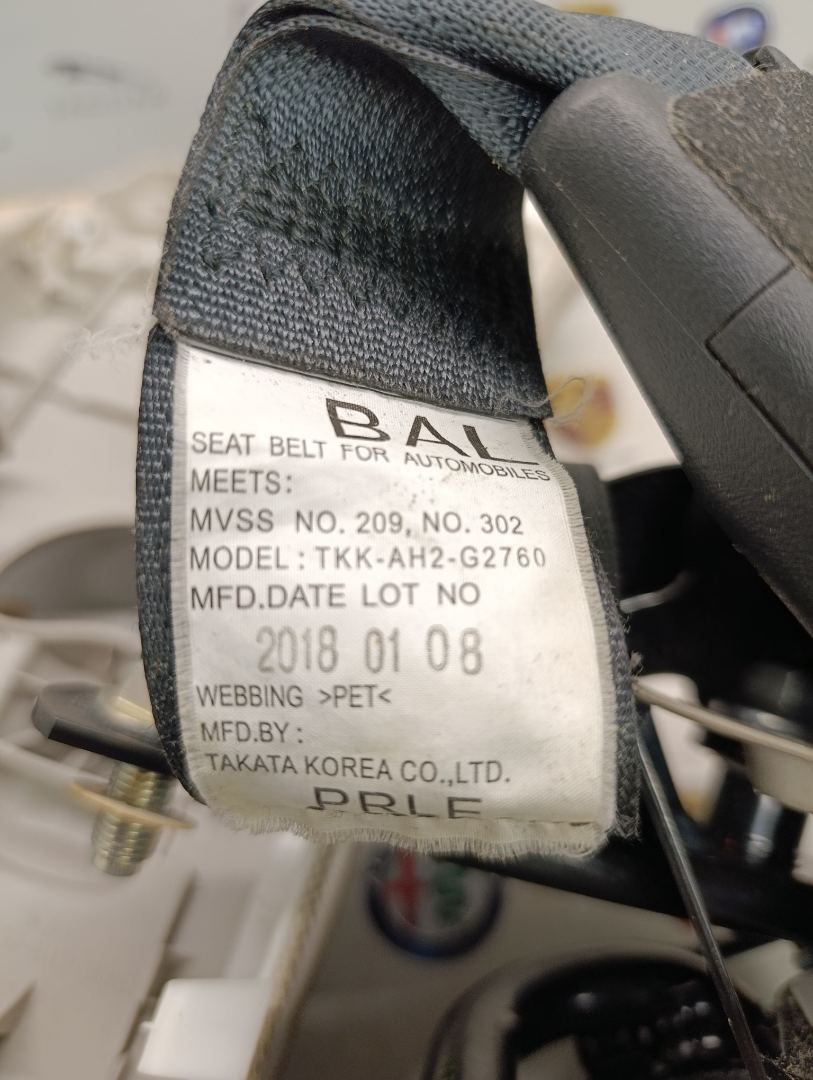 BAL
SEAT BELT FOR AUTOMOBILES
MEETS:
MVSS NO. 209, NO. 302
MODEL : TKK-AH2-G2760
MFD.DATE LOT NO
2018 01 08
WEBBING >PET<
MFD.BY :
TAKATA KOREA CO.,LTD.